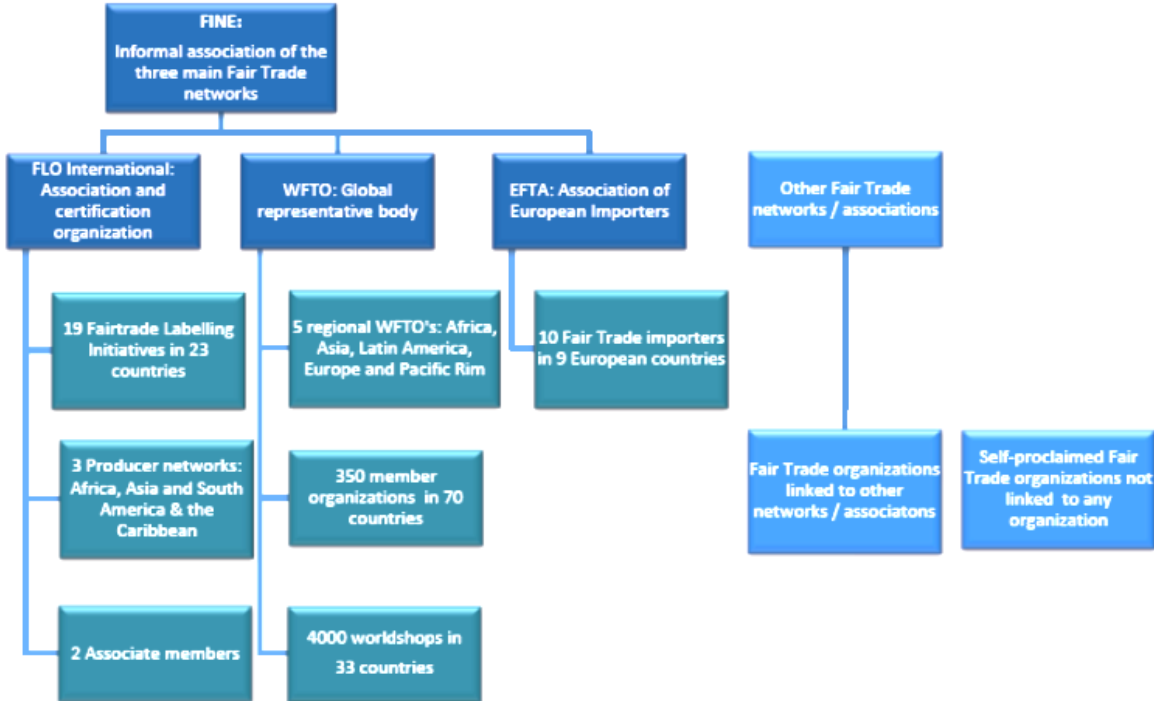 FINE:
Informal association of the
three main Fair Trade
networks
FLO International:
Association and
certification
organization
WFTO: Global
representative body
EFTA: Association of
European Importers
Other Fair Trade
networks / associations
19 Fairtrade Labelling
Initiatives in 23
countries
5 regional WFTO's: Africa,
Asia, Latin America,
Europe and Pacific Rim
10 Fair Trade importers
in 9 European countries
3 Producer networks:
Africa, Asia and South
America & the
Caribbean
350 member
organizations in 70
countries
Fair Trade organizations
linked to other
networks / associatons
Self-proclaimed Fair
Trade organizations not
linked to any
organization
2 Associate members
4000 worldshops in
33 countries